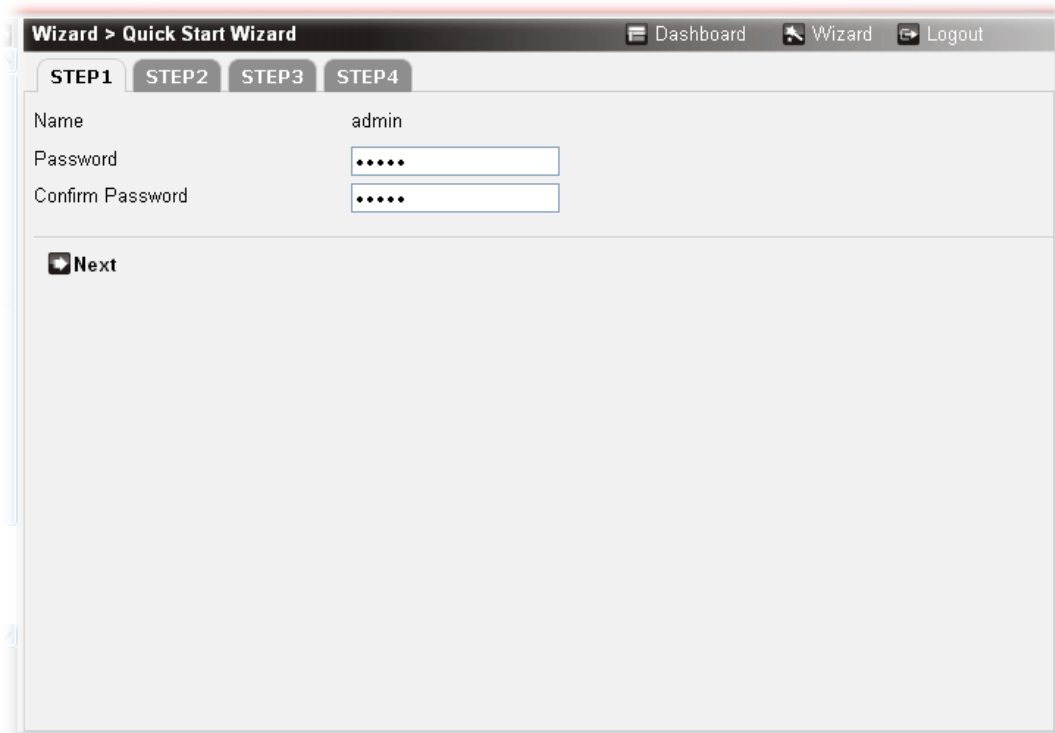 Wizard > Quick Start Wizard Dashboard Wizard Logout
STEP1 STEP2 STEP3 STEP4
Name admin
Password •••••
Confirm Password •••••
Next